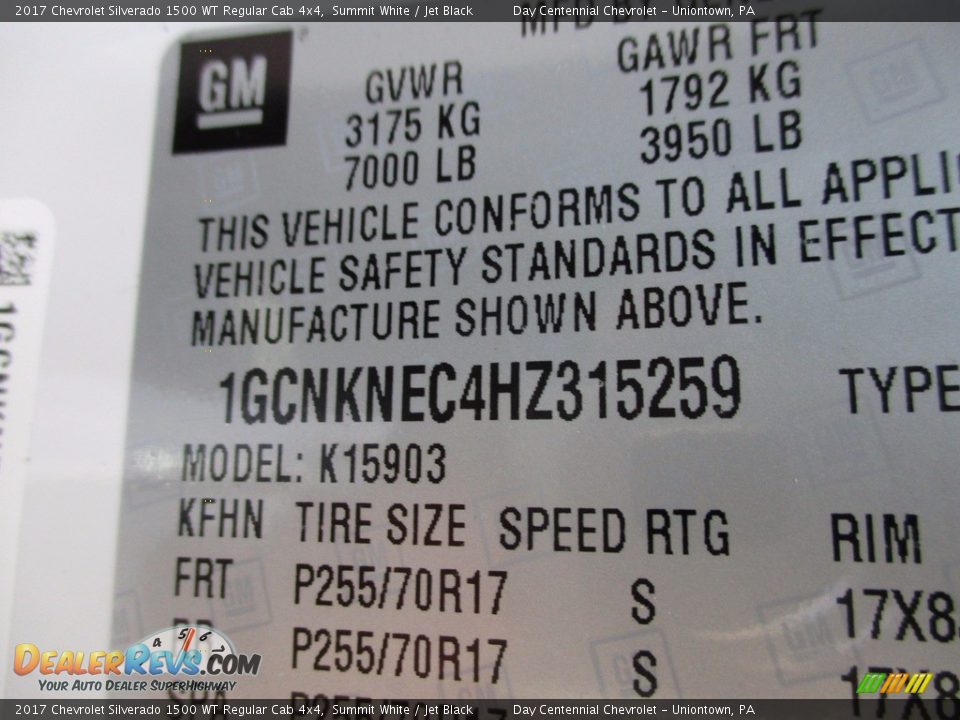 2017 Chevrolet Silverado 1500 WT Regular Cab 4x4, Summit White / Jet Black Day Centennial Chevrolet – Uniontown, PA
GM
GVWR GAWR FRT
3175 KG 1792 KG
7000 LB 3950 LB
THIS VEHICLE CONFORMS TO ALL APPLI
VEHICLE SAFETY STANDARDS IN EFFECT
MANUFACTURE SHOWN ABOVE.
1GCNKNEC4HZ315259 TYPE
MODEL: K15903
KFHN TIRE SIZE SPEED RTG RIM
FRT P255/70R17 S 17X8
P255/70R17 S 17X8
DEALERREVS.COM
YOUR AUTO DEALER SUPERHIGHWAY
2017 Chevrolet Silverado 1500 WT Regular Cab 4x4, Summit White / Jet Black Day Centennial Chevrolet – Uniontown, PA